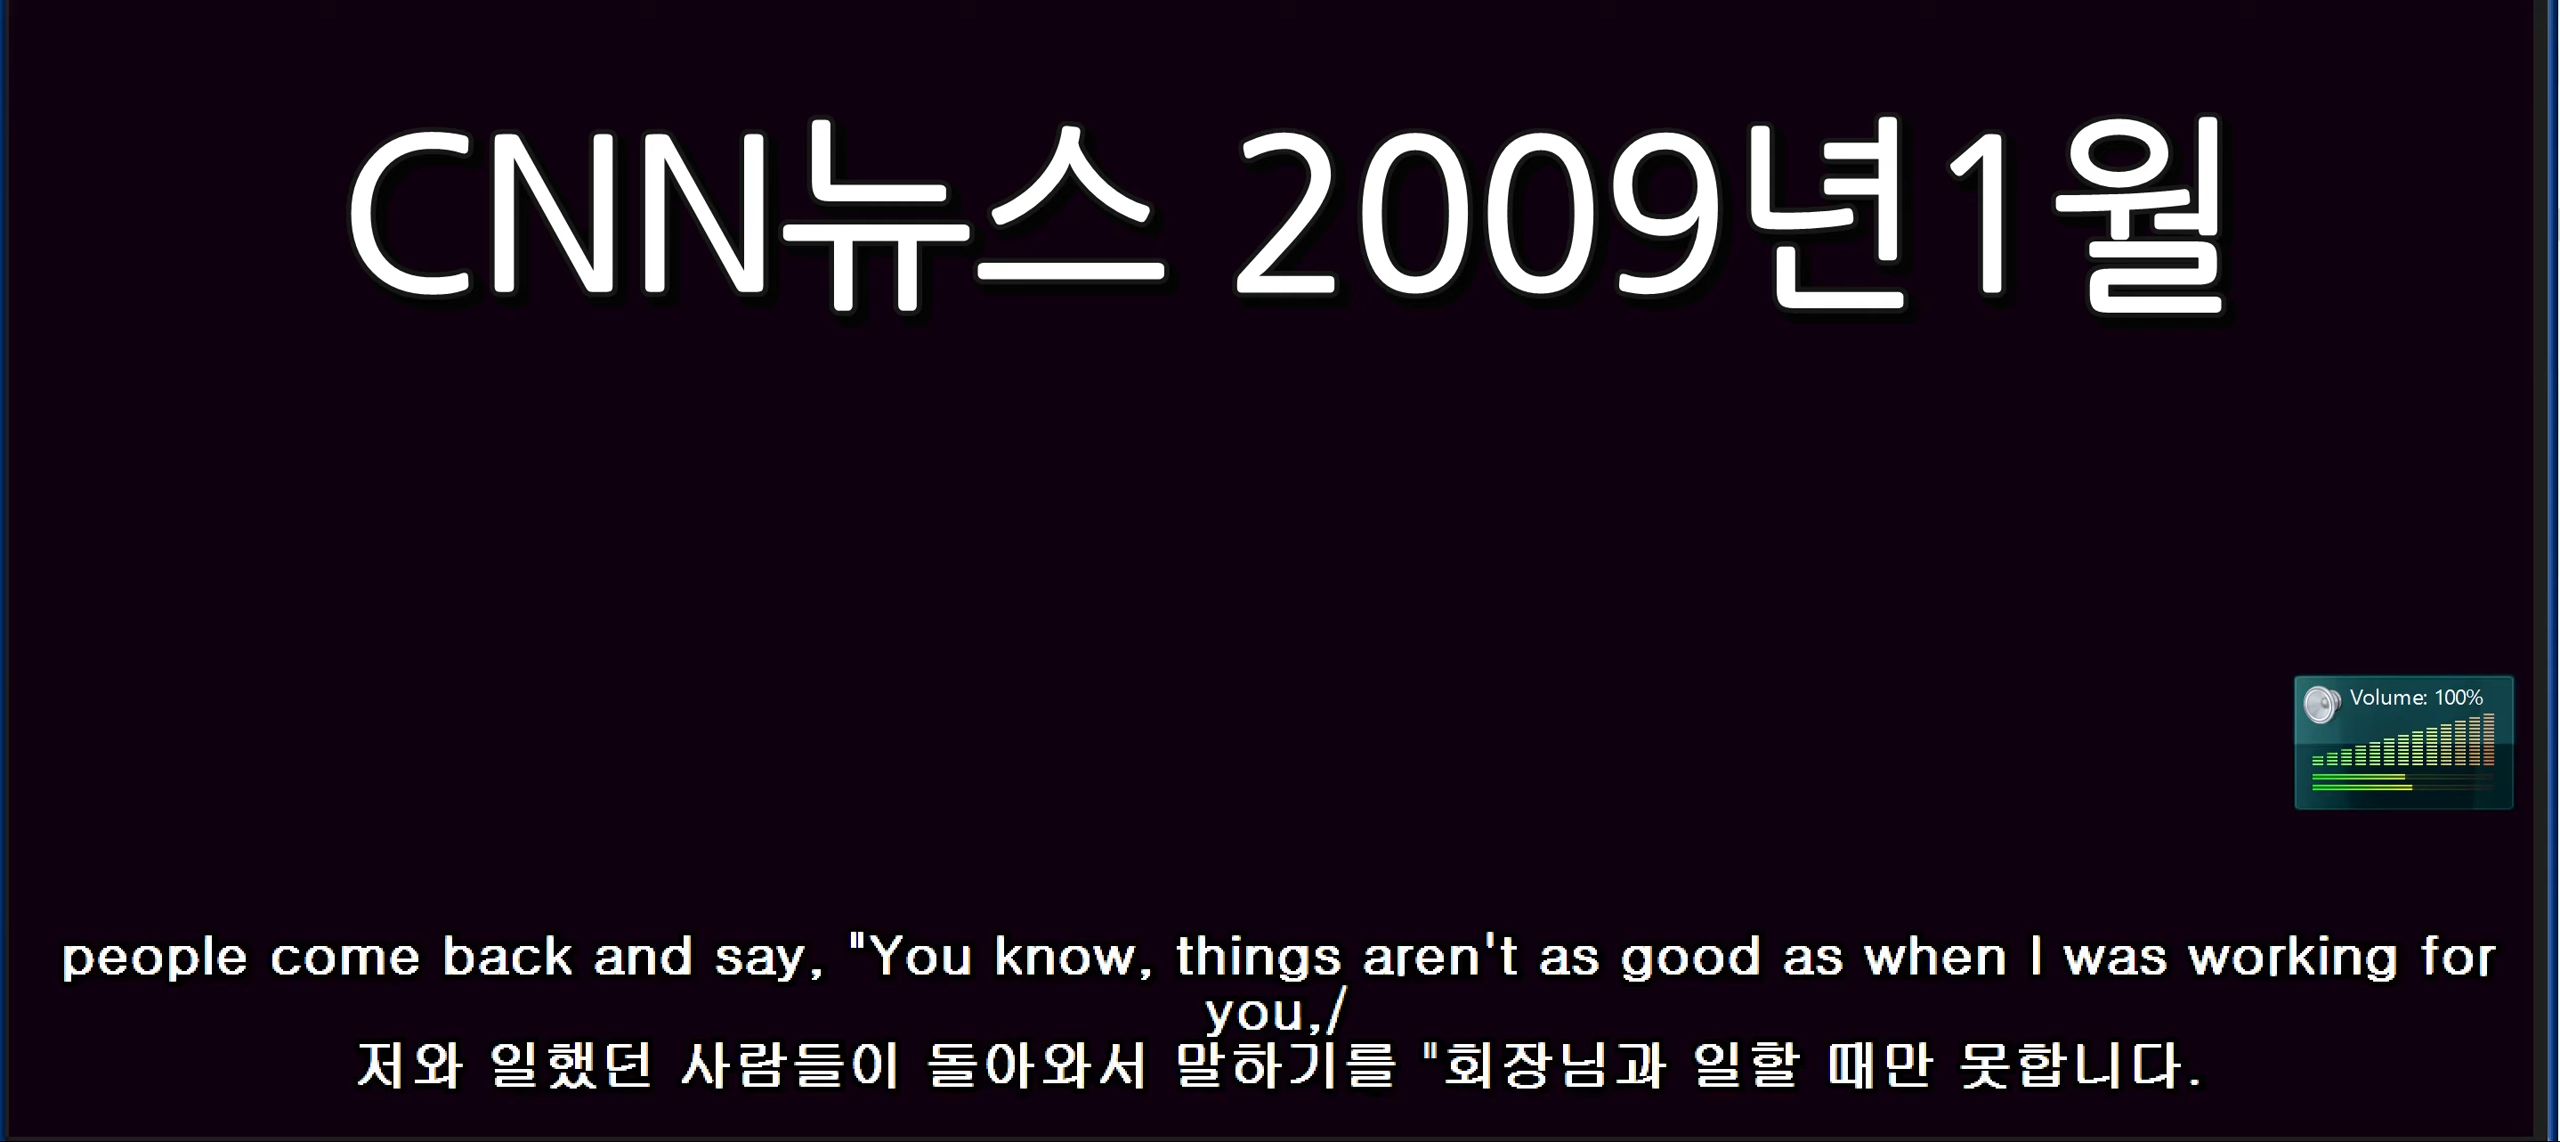 CNN뉴스 2009년1월
Volume: 100%
people come back and say, "You know, things aren't as good as when I was working for
you,/
저와 일했던 사람들이 돌아와서 말하기를 "회장님과 일할 때만 못합니다.